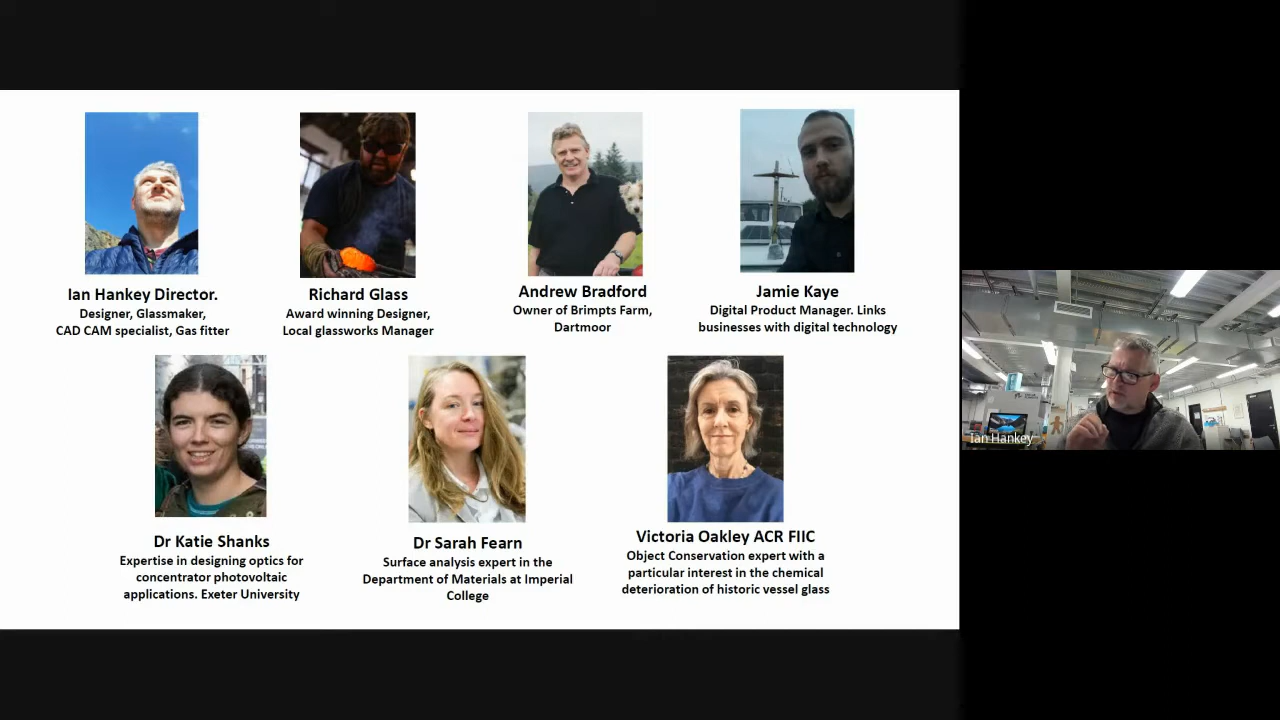 Ian Hankey Director.
Designer, Glassmaker,
CAD CAM specialist, Gas fitter
Richard Glass
Award winning Designer,
Local glassworks Manager
Andrew Bradford
Owner of Brimpts Farm,
Dartmoor
Jamie Kaye
Digital Product Manager. Links
businesses with digital technology
Dr Katie Shanks
Expertise in designing optics for
concentrator photovoltaic
applications. Exeter University
Dr Sarah Fearn
Surface analysis expert in the
Department of Materials at Imperial
College
Victoria Oakley ACR FIIC
Object Conservation expert with a
particular interest in the chemical
deterioration of historic vessel glass
Ian Hankey